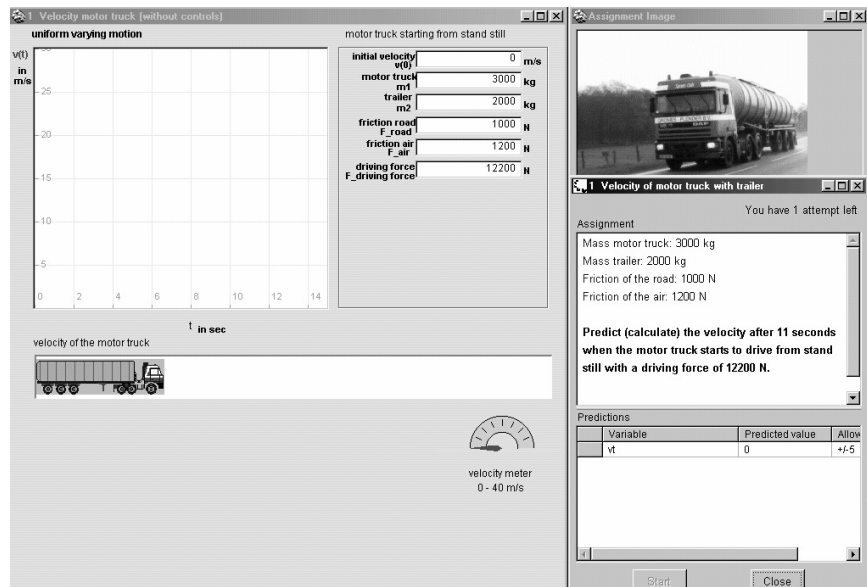 1 Velocity motor truck (without controls)
uniform varying motion
motor truck starting from stand still
v(t)
in
m/s
30
25
20
15
10
5
0 2 4 6 8 10 12 14
t in sec
initial velocity
v(0) 0 m/s
motor truck
m1 3000 kg
trailer
m2 2000 kg
friction road
F_road 1000 N
friction air
F_air 1200 N
driving force
F_driving force 12200 N
velocity of the motor truck
velocity meter
0 - 40 m/s
Assignment Image
1 Velocity of motor truck with trailer
You have 1 attempt left
Assignment
Mass motor truck: 3000 kg
Mass trailer: 2000 kg
Friction of the road: 1000 N
Friction of the air: 1200 N
Predict (calculate) the velocity after 11 seconds
when the motor truck starts to drive from stand
still with a driving force of 12200 N.
Predictions
Variable Predicted value Allow
vt 0 +/-5
Start Close